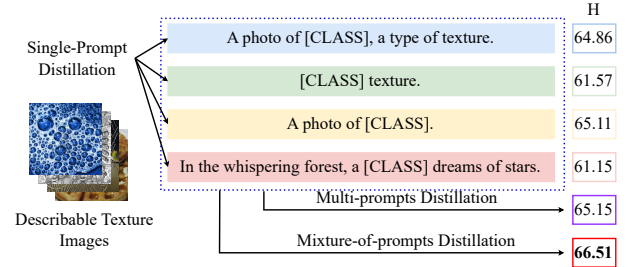 H
Single-Prompt
Distillation
A photo of [CLASS], a type of texture.
64.86
[CLASS] texture.
61.57
A photo of [CLASS].
65.11
In the whispering forest, a [CLASS] dreams of stars.
61.15
Multi-prompts Distillation
65.15
Describable Texture
Images
Mixture-of-prompts Distillation
66.51